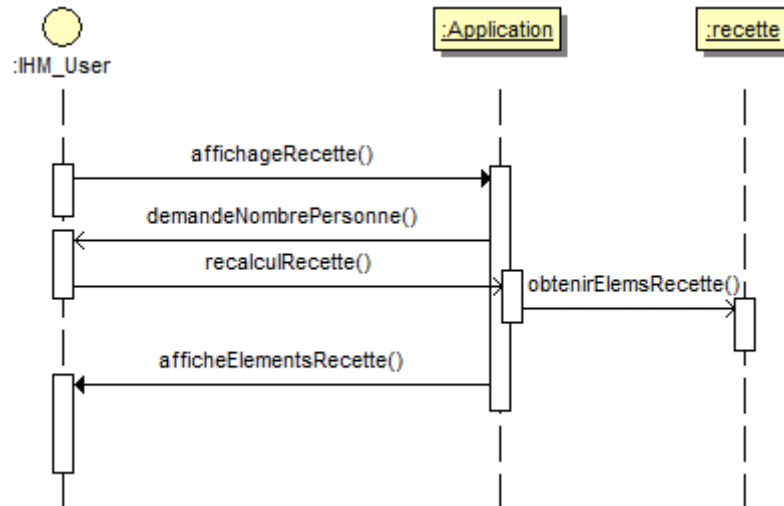 :IHM_User
:Application
:recette
affichageRecette()
demandeNombrePersonne()
recalculRecette()
obtenirElemsRecette()
afficheElementsRecette()